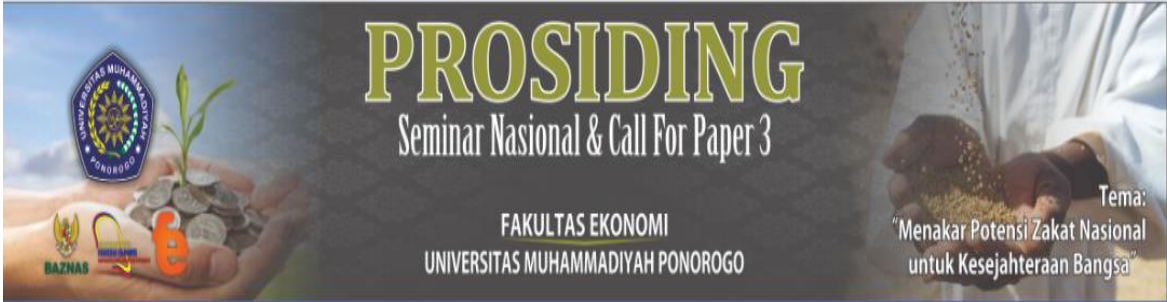 PROSIDING
Seminar Nasional & Call For Paper 3
FAKULTAS EKONOMI
UNIVERSITAS MUHAMMADIYAH PONOROGO
Tema:
"Menakar Potensi Zakat Nasional
untuk Kesejahteraan Bangsa"
UNIVERSITAS MUHAMMADIYAH
PONOROGO
BAZNAS
fe